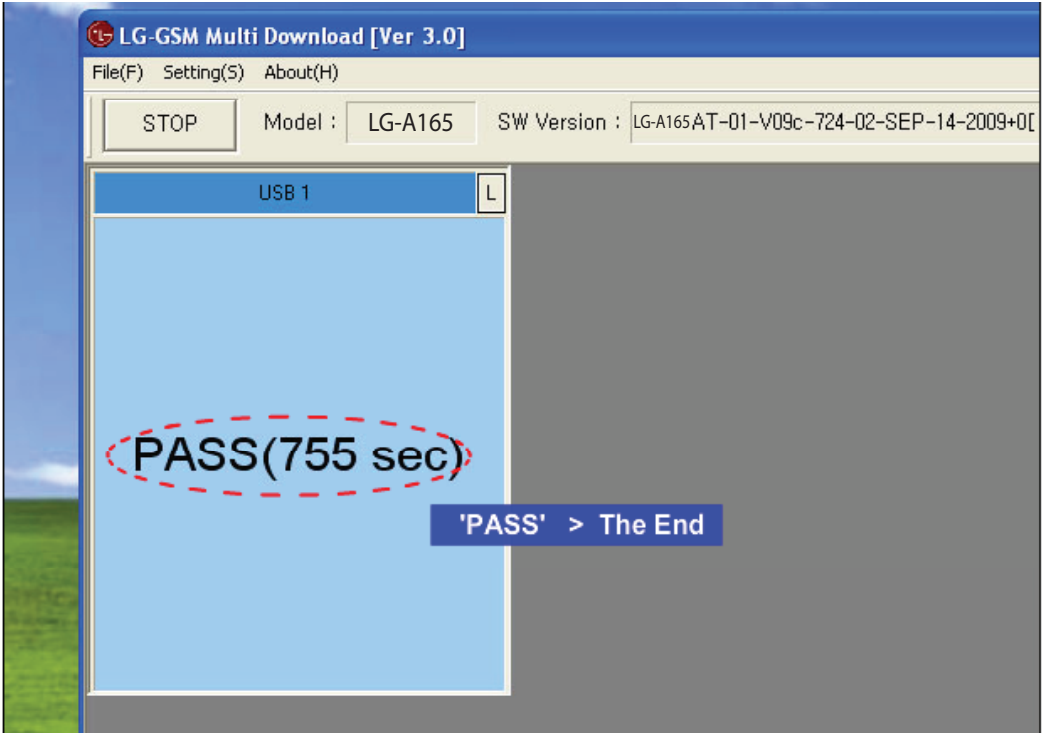 LG-GSM Multi Download [Ver 3.0]
File(F) Setting(S) About(H)
STOP Model : LG-A165 SW Version : LG-A165AT-01-V09c-724-02-SEP-14-2009+0[
USB 1 L
PASS(755 sec)
'PASS' > The End